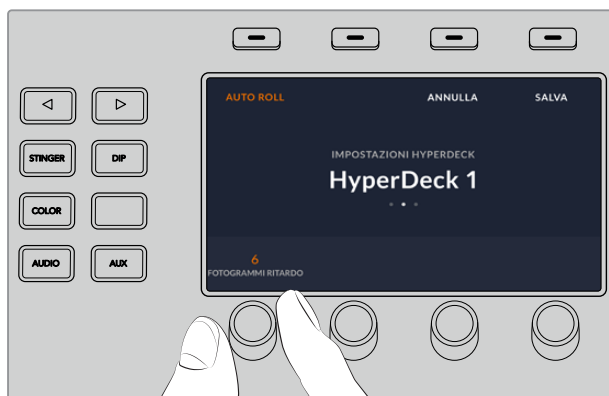 AUTO ROLL ANNULLA SALVA
STINGER DIP
IMPOSTAZIONI HYPERDECK
HyperDeck 1
COLOR
AUDIO AUX
6
FOTOGRAMMI RITARDO